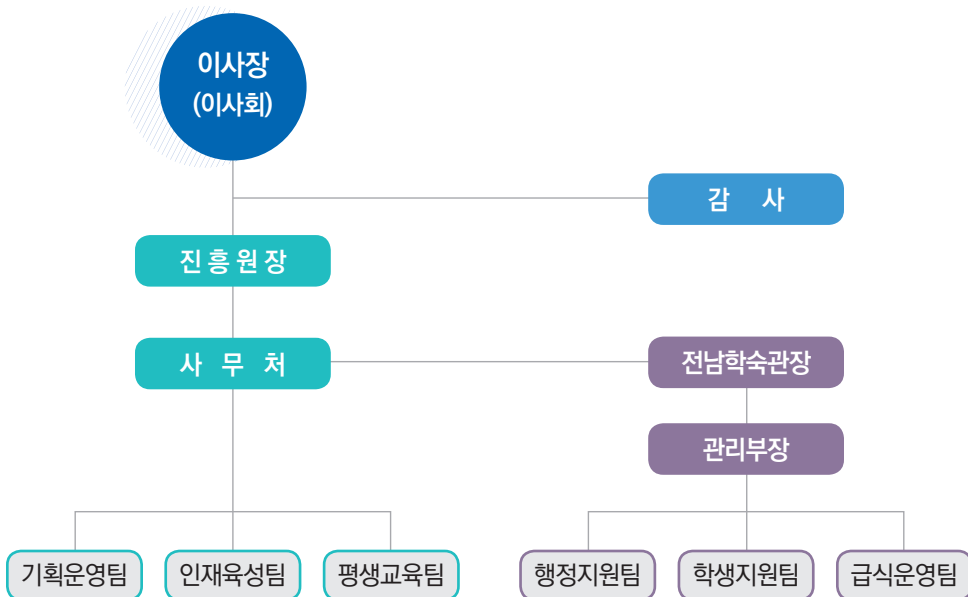 이사장
(이사회)
감 사
진흥원장
사 무 처
전남학숙관장
관리부장
기획운영팀
인재육성팀
평생교육팀
행정지원팀
학생지원팀
급식운영팀